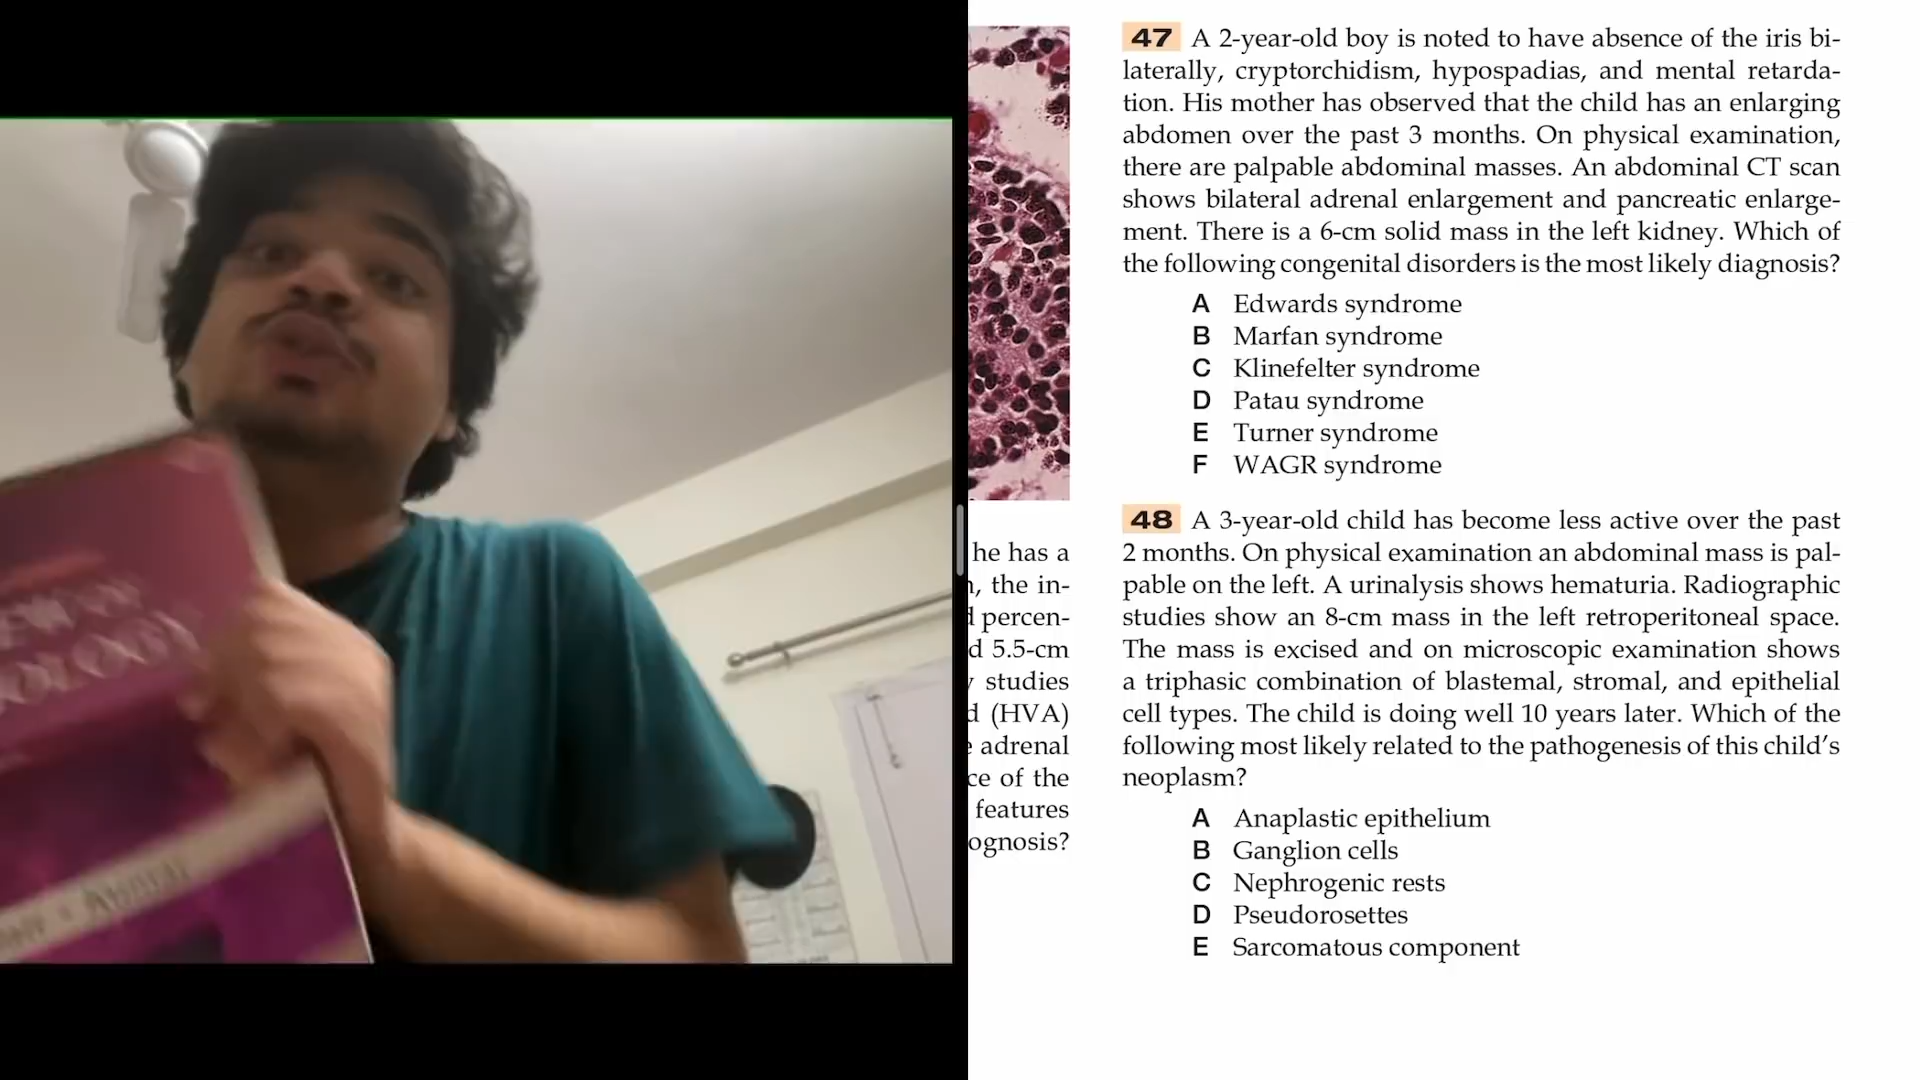 he has a
n, the in-
d percen-
d 5.5-cm
y studies
d (HVA)
e adrenal
ce of the
features
ognosis?
47 A 2-year-old boy is noted to have absence of the iris bi-
laterally, cryptorchidism, hypospadias, and mental retarda-
tion. His mother has observed that the child has an enlarging
abdomen over the past 3 months. On physical examination,
there are palpable abdominal masses. An abdominal CT scan
shows bilateral adrenal enlargement and pancreatic enlarge-
ment. There is a 6-cm solid mass in the left kidney. Which of
the following congenital disorders is the most likely diagnosis?
A Edwards syndrome
B Marfan syndrome
C Klinefelter syndrome
D Patau syndrome
E Turner syndrome
F WAGR syndrome
48 A 3-year-old child has become less active over the past
2 months. On physical examination an abdominal mass is pal-
pable on the left. A urinalysis shows hematuria. Radiographic
studies show an 8-cm mass in the left retroperitoneal space.
The mass is excised and on microscopic examination shows
a triphasic combination of blastemal, stromal, and epithelial
cell types. The child is doing well 10 years later. Which of the
following most likely related to the pathogenesis of this child's
neoplasm?
A Anaplastic epithelium
B Ganglion cells
C Nephrogenic rests
D Pseudorosettes
E Sarcomatous component